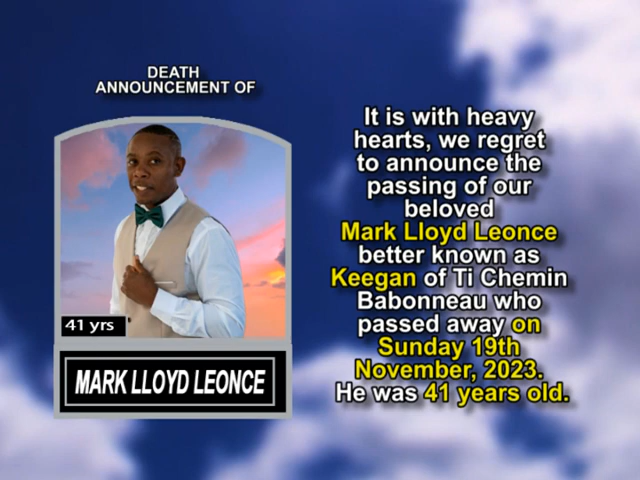 DEATH
ANNOUNCEMENT OF
41 yrs
MARK LLOYD LEONCE
It is with heavy
hearts, we regret
to announce the
passing of our
beloved
Mark Lloyd Leonce
better known as
Keegan of Ti Chemin
Babonneau who
passed away on
Sunday 19th
November, 2023.
He was 41 years old.